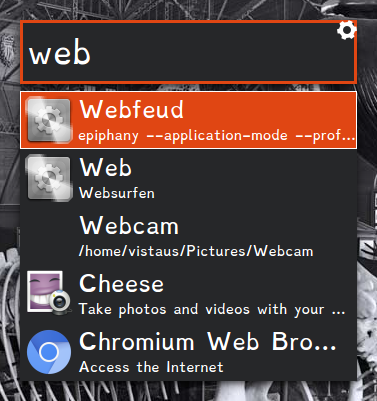 web
Webfeud
epiphany --application-mode --prof...
Web
Websurfen
Webcam
/home/vistaus/Pictures/Webcam
Cheese
Take photos and videos with your ...
Chromium Web Bro...
Access the Internet